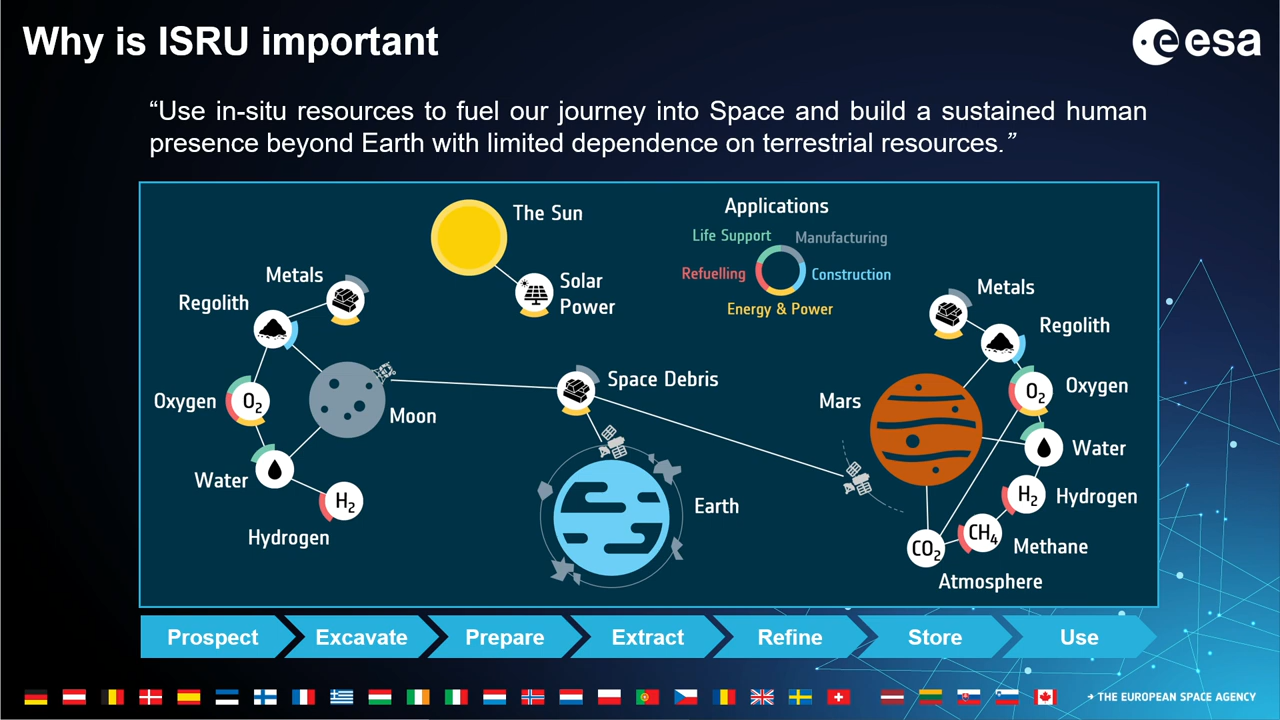 Why is ISRU important
esa
“Use in-situ resources to fuel our journey into Space and build a sustained human
presence beyond Earth with limited dependence on terrestrial resources.”
The Sun
Solar
Power
Applications
Life Support
Manufacturing
Refuelling
Construction
Energy & Power
Metals
Regolith
Oxygen
O2
Moon
Water
H2
Hydrogen
Space Debris
Earth
Metals
Regolith
Mars
O2
Oxygen
Water
H2
Hydrogen
CH4
Methane
CO2
Atmosphere
Prospect
Excavate
Prepare
Extract
Refine
Store
Use
→ THE EUROPEAN SPACE AGENCY